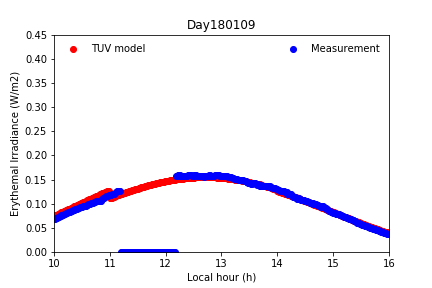 Day180109
TUV model
Measurement
Erythemal Irradiance (W/m2)
0.45
0.40
0.35
0.30
0.25
0.20
0.15
0.10
0.05
0.00
10 11 12 13 14 15 16
Local hour (h)